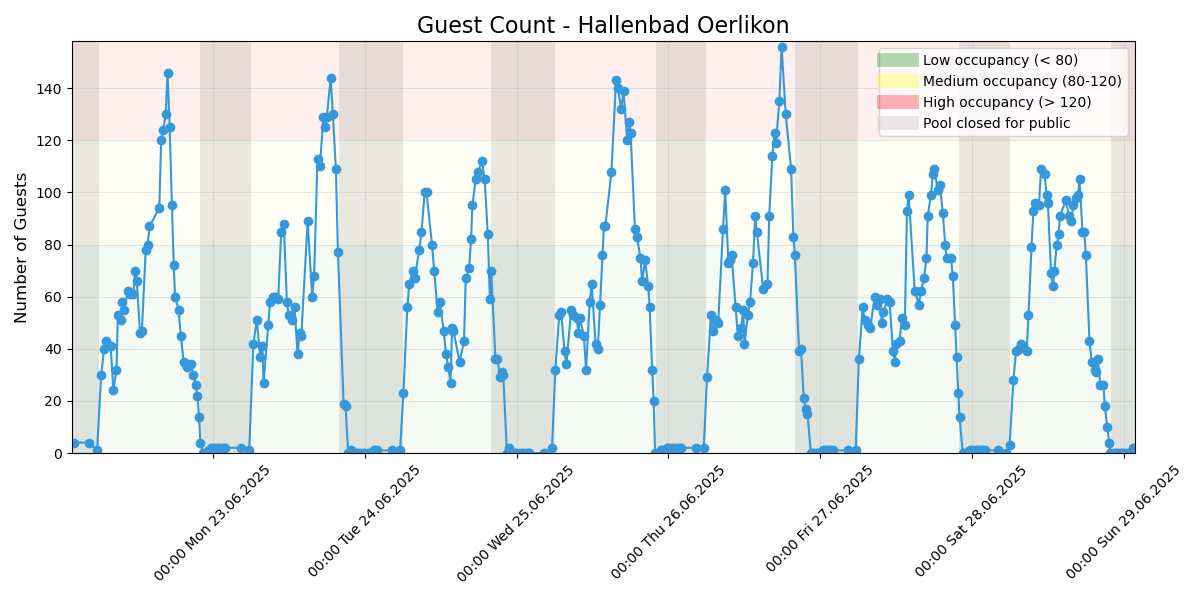 Guest Count - Hallenbad Oerlikon
Number of Guests
140
120
100
80
60
40
20
0
Low occupancy (< 80)
Medium occupancy (80-120)
High occupancy (> 120)
Pool closed for public
00:00 Mon 23.06.2025
00:00 Tue 24.06.2025
00:00 Wed 25.06.2025
00:00 Thu 26.06.2025
00:00 Fri 27.06.2025
00:00 Sat 28.06.2025
00:00 Sun 29.06.2025